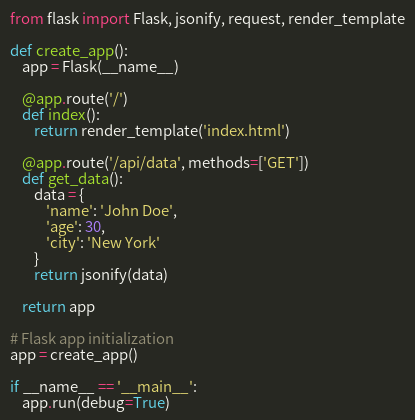 from flask import Flask, jsonify, request, render_template

def create_app():
    app = Flask(__name__)

    @app.route('/')
    def index():
        return render_template('index.html')

    @app.route('/api/data', methods=['GET'])
    def get_data():
        data = {
            'name': 'John Doe',
            'age': 30,
            'city': 'New York'
        }
        return jsonify(data)

    return app

# Flask app initialization
app = create_app()

if __name__ == '__main__':
    app.run(debug=True)